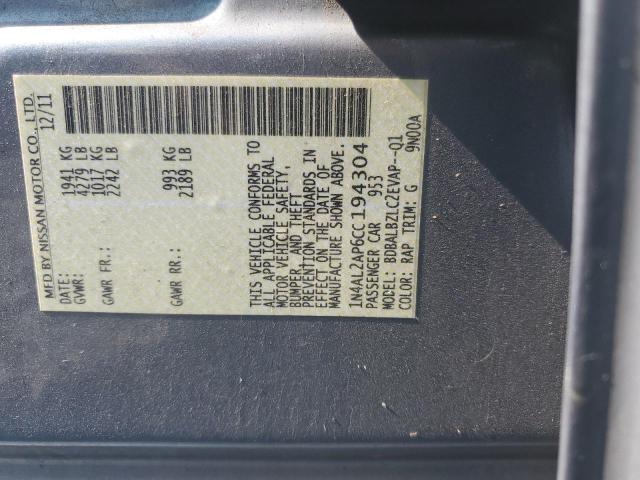 MFD BY NISSAN MOTOR CO., LTD. 12/11
GVWR: 1941 KG
4279 LB
GAWR FR.: 1017 KG
2242 LB
GAWR RR.: 993 KG
2189 LB
THIS VEHICLE CONFORMS TO
ALL APPLICABLE FEDERAL
MOTOR VEHICLE SAFETY,
BUMPER AND THEFT
PREVENTION STANDARDS IN
EFFECT ON THE DATE OF
MANUFACTURE SHOWN ABOVE.
1N4AL2AP6CC194304
PASSENGER CAR 953
MODEL: BDBALBZLC2EVAP--Q1
COLOR: RAP TRIM: G 9N00A